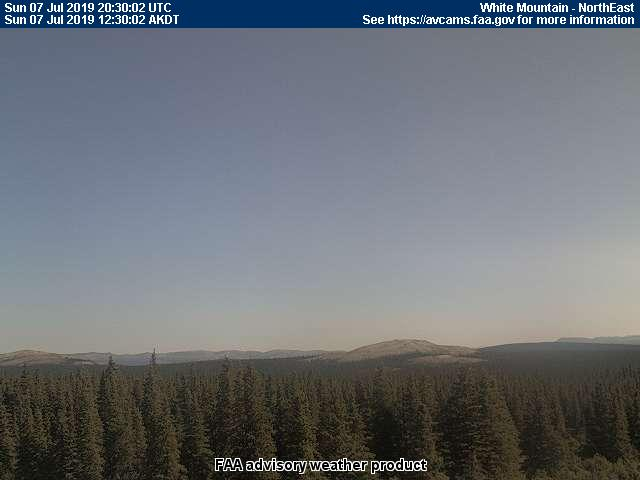 Sun 07 Jul 2019 20:30:02 UTC
White Mountain - NorthEast
Sun 07 Jul 2019 12:30:02 AKDT
See https://avcams.faa.gov for more information
FAA advisory weather product